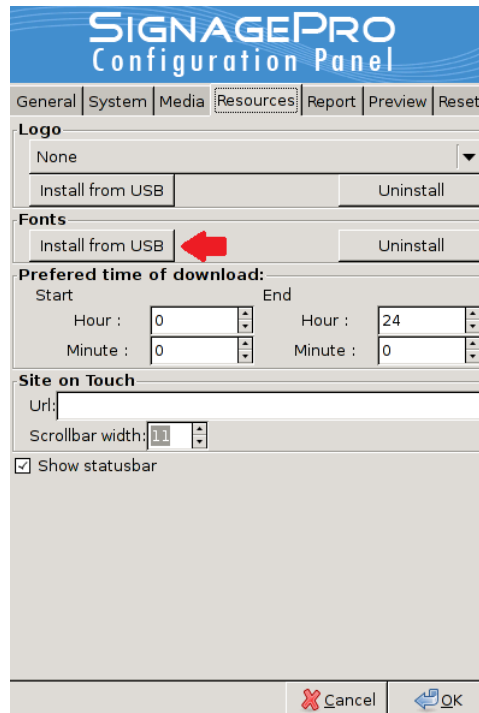 SIGNAGEPRO
Configuration Panel
General System Media Resources Report Preview Reset
Logo
None
Install from USB Uninstall
Fonts
Install from USB Uninstall
Prefered time of download:
Start End
Hour : 0 Hour : 24
Minute : 0 Minute : 0
Site on Touch
Url:
Scrollbar width: 11
Show statusbar
Cancel OK